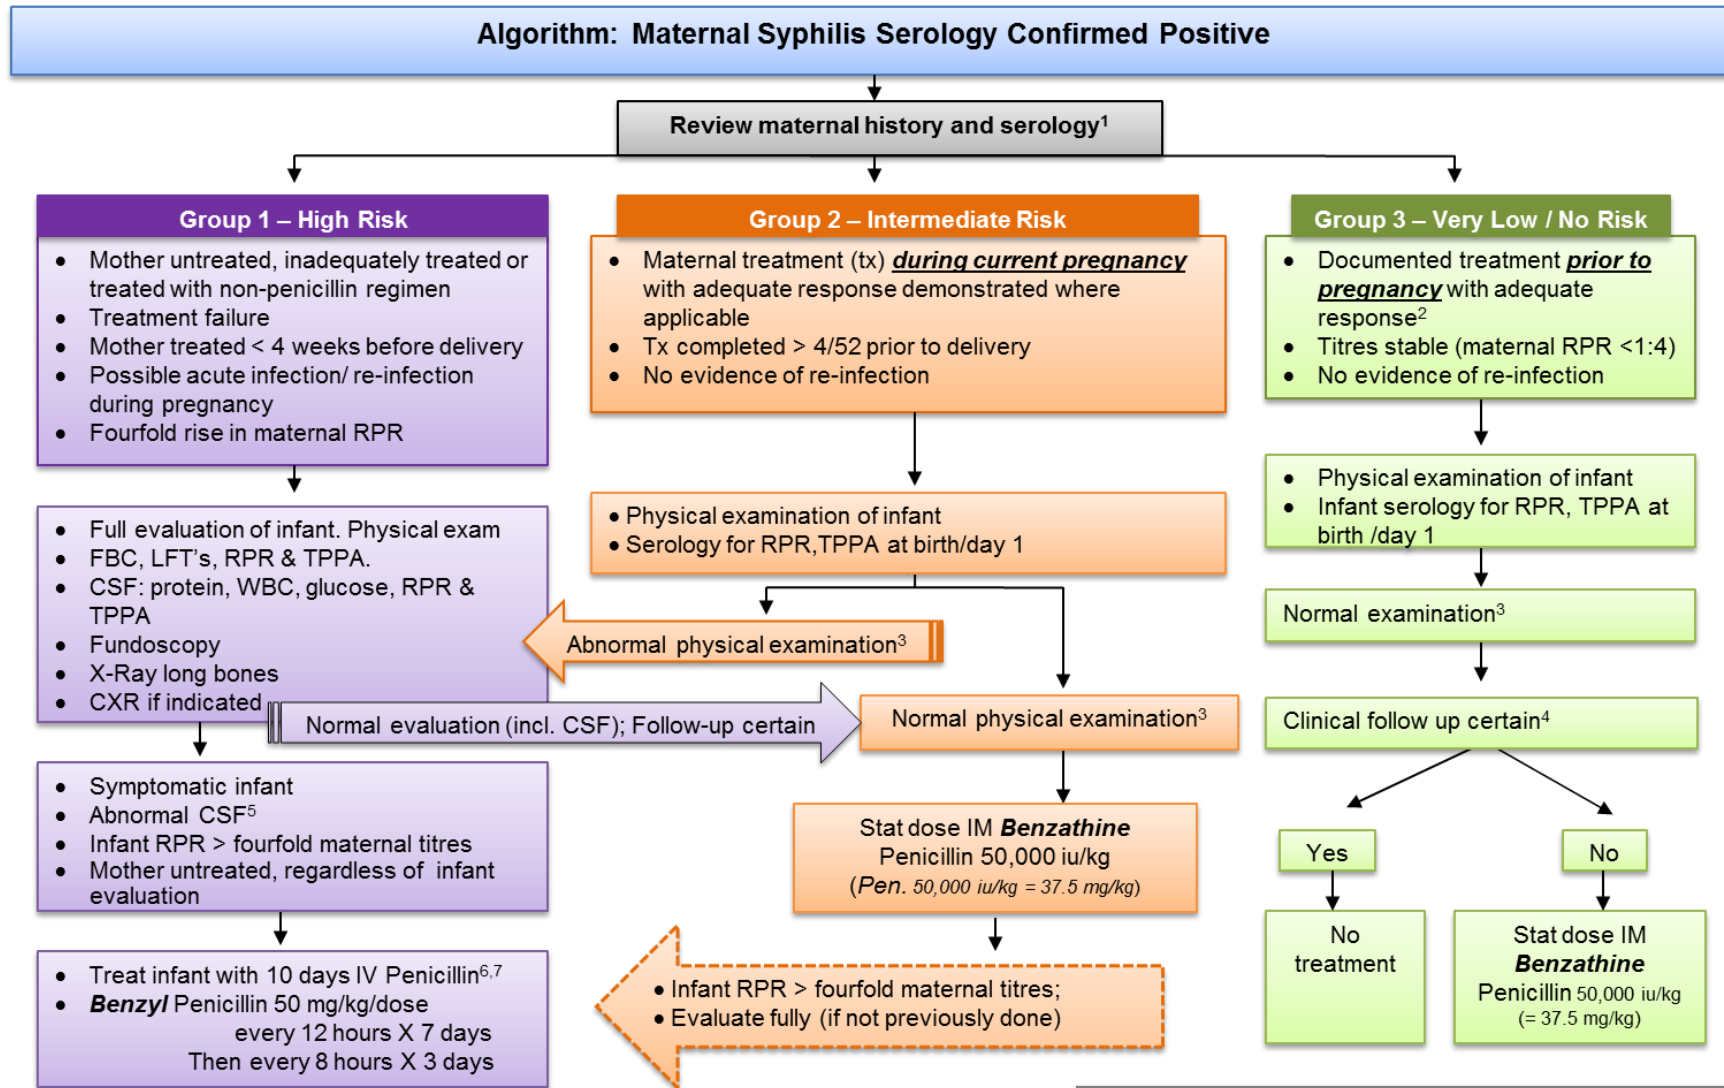 Algorithm: Maternal Syphilis Serology Confirmed Positive
Review maternal history and serology1
Group 1 – High Risk
• Mother untreated, inadequately treated or
treated with non-penicillin regimen
• Treatment failure
• Mother treated < 4 weeks before delivery
• Possible acute infection/ re-infection
during pregnancy
• Fourfold rise in maternal RPR
• Full evaluation of infant. Physical exam
• FBC, LFT's, RPR & TPPA.
• CSF: protein, WBC, glucose, RPR &
TPPA
• Fundoscopy
• X-Ray long bones
• CXR if indicated
Normal evaluation (incl. CSF); Follow-up certain
• Symptomatic infant
• Abnormal CSF5
• Infant RPR > fourfold maternal titres
• Mother untreated, regardless of infant
evaluation
• Treat infant with 10 days IV Penicillin6,7
• Benzyl Penicillin 50 mg/kg/dose
every 12 hours X 7 days
Then every 8 hours X 3 days
Group 2 – Intermediate Risk
• Maternal treatment (tx) during current pregnancy
with adequate response demonstrated where
applicable
• Tx completed > 4/52 prior to delivery
• No evidence of re-infection
• Physical examination of infant
• Serology for RPR,TPPA at birth/day 1
Abnormal physical examination3
Normal physical examination3
Stat dose IM Benzathine
Penicillin 50,000 iu/kg
(Pen. 50,000 iu/kg = 37.5 mg/kg)
• Infant RPR > fourfold maternal titres;
• Evaluate fully (if not previously done)
Group 3 – Very Low / No Risk
• Documented treatment prior to
pregnancy with adequate
response2
• Titres stable (maternal RPR <1:4)
• No evidence of re-infection
• Physical examination of infant
• Infant serology for RPR, TPPA at
birth /day 1
Normal examination3
Clinical follow up certain4
Yes
No
No
treatment
Stat dose IM
Benzathine
Penicillin 50,000 iu/kg
(= 37.5 mg/kg)